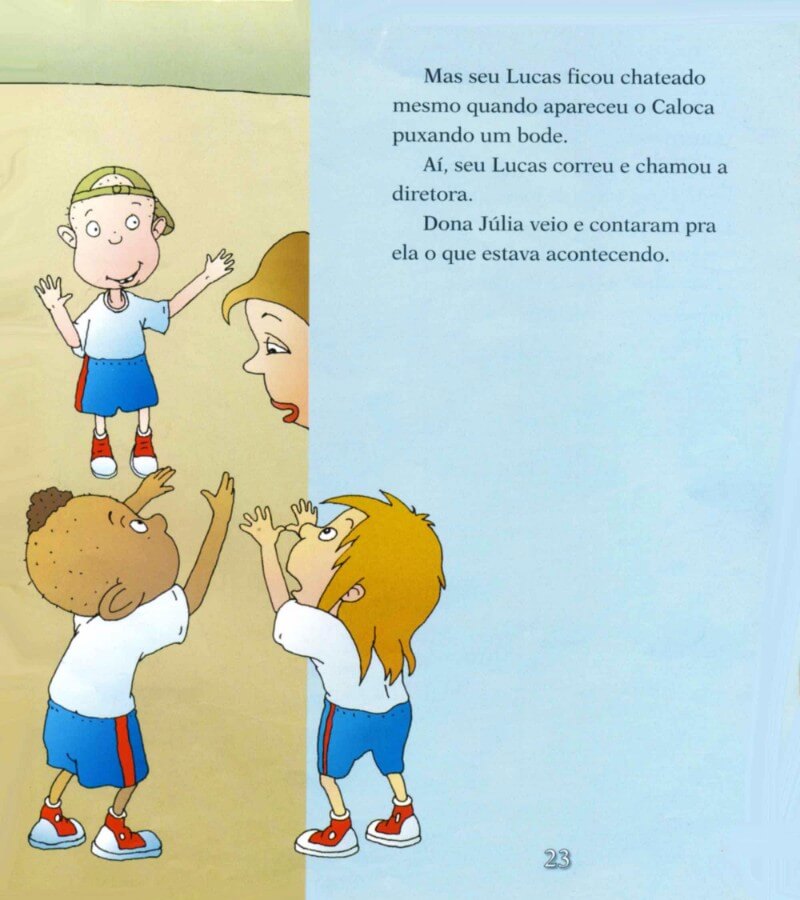 Mas seu Lucas ficou chateado
mesmo quando apareceu o Caloca
puxando um bode.
Aí, seu Lucas correu e chamou a
diretora.
Dona Júlia veio e contaram pra
ela o que estava acontecendo.
23